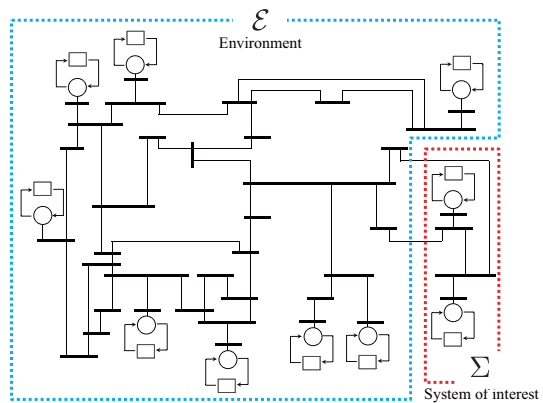 ℰ
Environment
Σ
System of interest